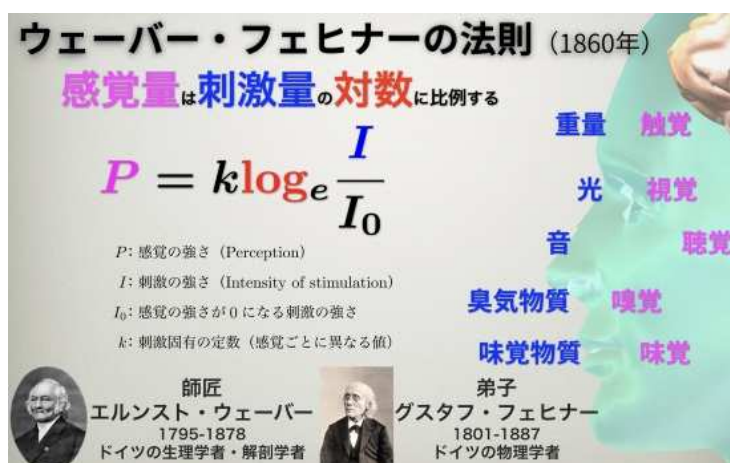 ウェーバー・フェヒナーの法則（1860年）
感覚量は刺激量の対数に比例する
P = k log_e I/I_0
P: 感覚の強さ（Perception）
I: 刺激の強さ（Intensity of stimulation）
I_0: 感覚の強さが0になる刺激の強さ
k: 刺激固有の定数（感覚ごとに異なる値）
重量 触覚
光 視覚
音 聴覚
臭気物質 嗅覚
味覚物質 味覚
師匠
エルンスト・ウェーバー
1795-1878
ドイツの生理学者・解剖学者
弟子
グスタフ・フェヒナー
1801-1887
ドイツの物理学者